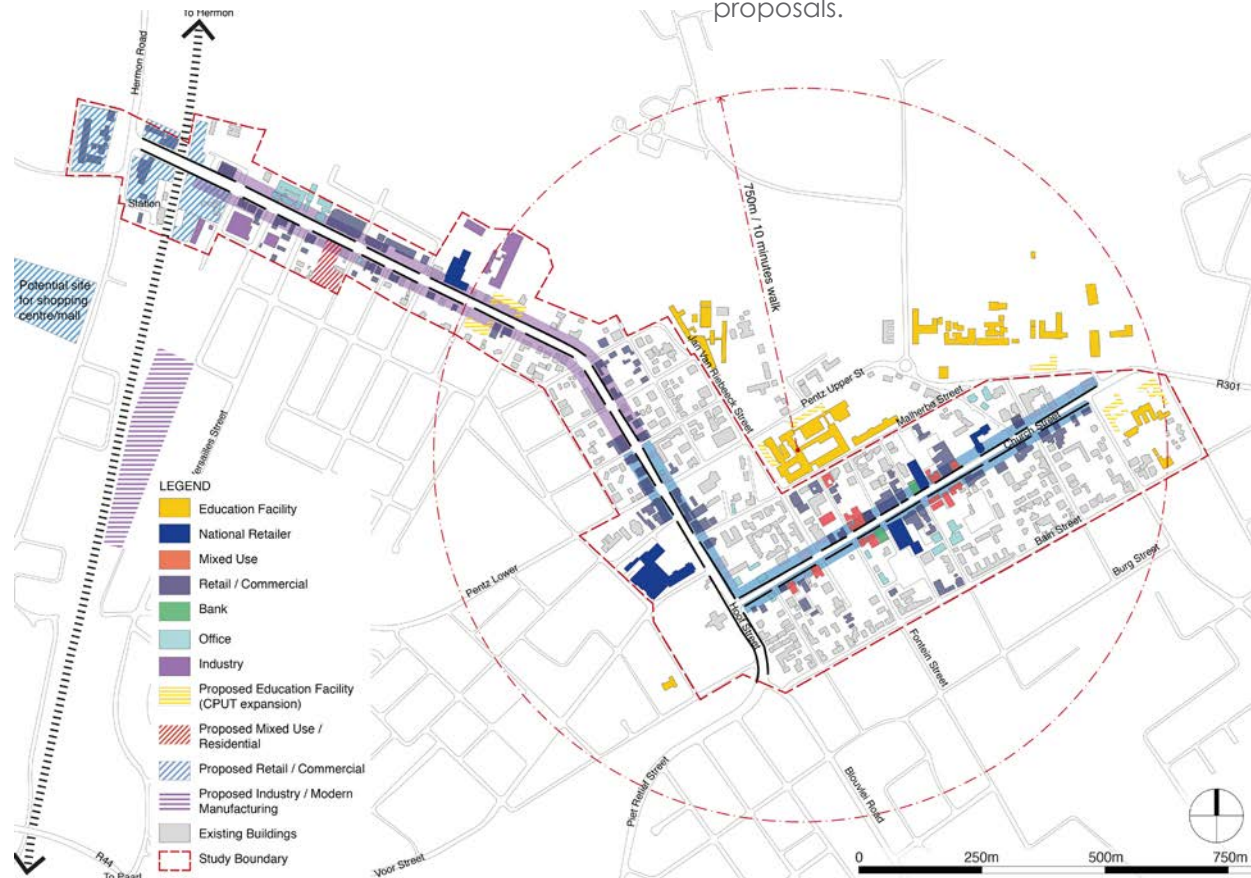 proposals.
To Hermon
Hermon Road
Station
Potential site
for shopping
centre/mall
750m / 10 minutes walk
Jan Van Riebeeck Street
Pentz Upper St
Malherbe Street
R301
Church Street
Bain Street
Burg Street
Pentz Lower
Hoof Street
Fontein Street
Piet Retief Street
Blouvlei Road
Voor Street
R44
LEGEND
Education Facility
National Retailer
Mixed Use
Retail / Commercial
Bank
Office
Industry
Proposed Education Facility
(CPUT expansion)
Proposed Mixed Use /
Residential
Proposed Retail / Commercial
Proposed Industry / Modern
Manufacturing
Existing Buildings
Study Boundary
0
250m
500m
750m